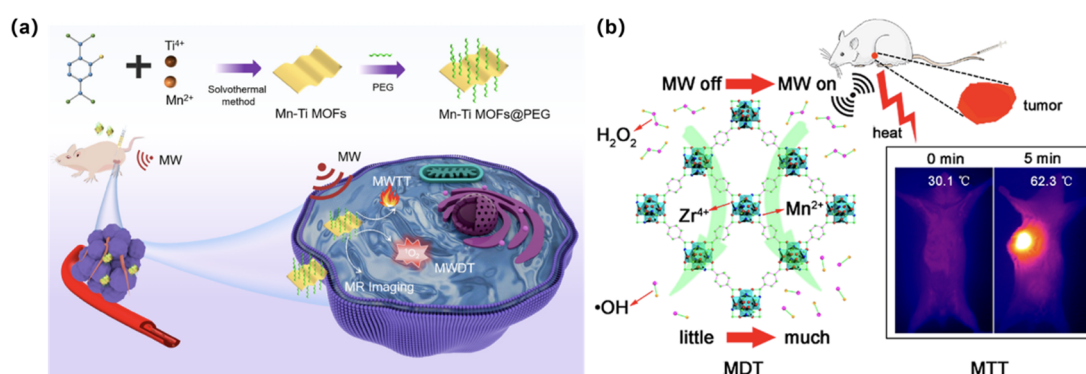 (a)
Ti4+
Mn2+
Solvothermal
method
Mn-Ti MOFs
PEG
Mn-Ti MOFs@PEG
MW
MW
MWTT
¹O₂
MWDT
MR Imaging
(b)
MW off
MW on
tumor
heat
H₂O₂
Zr⁴⁺
Mn²⁺
•OH
little
much
MDT
0 min
5 min
30.1 ℃
62.3 ℃
MTT